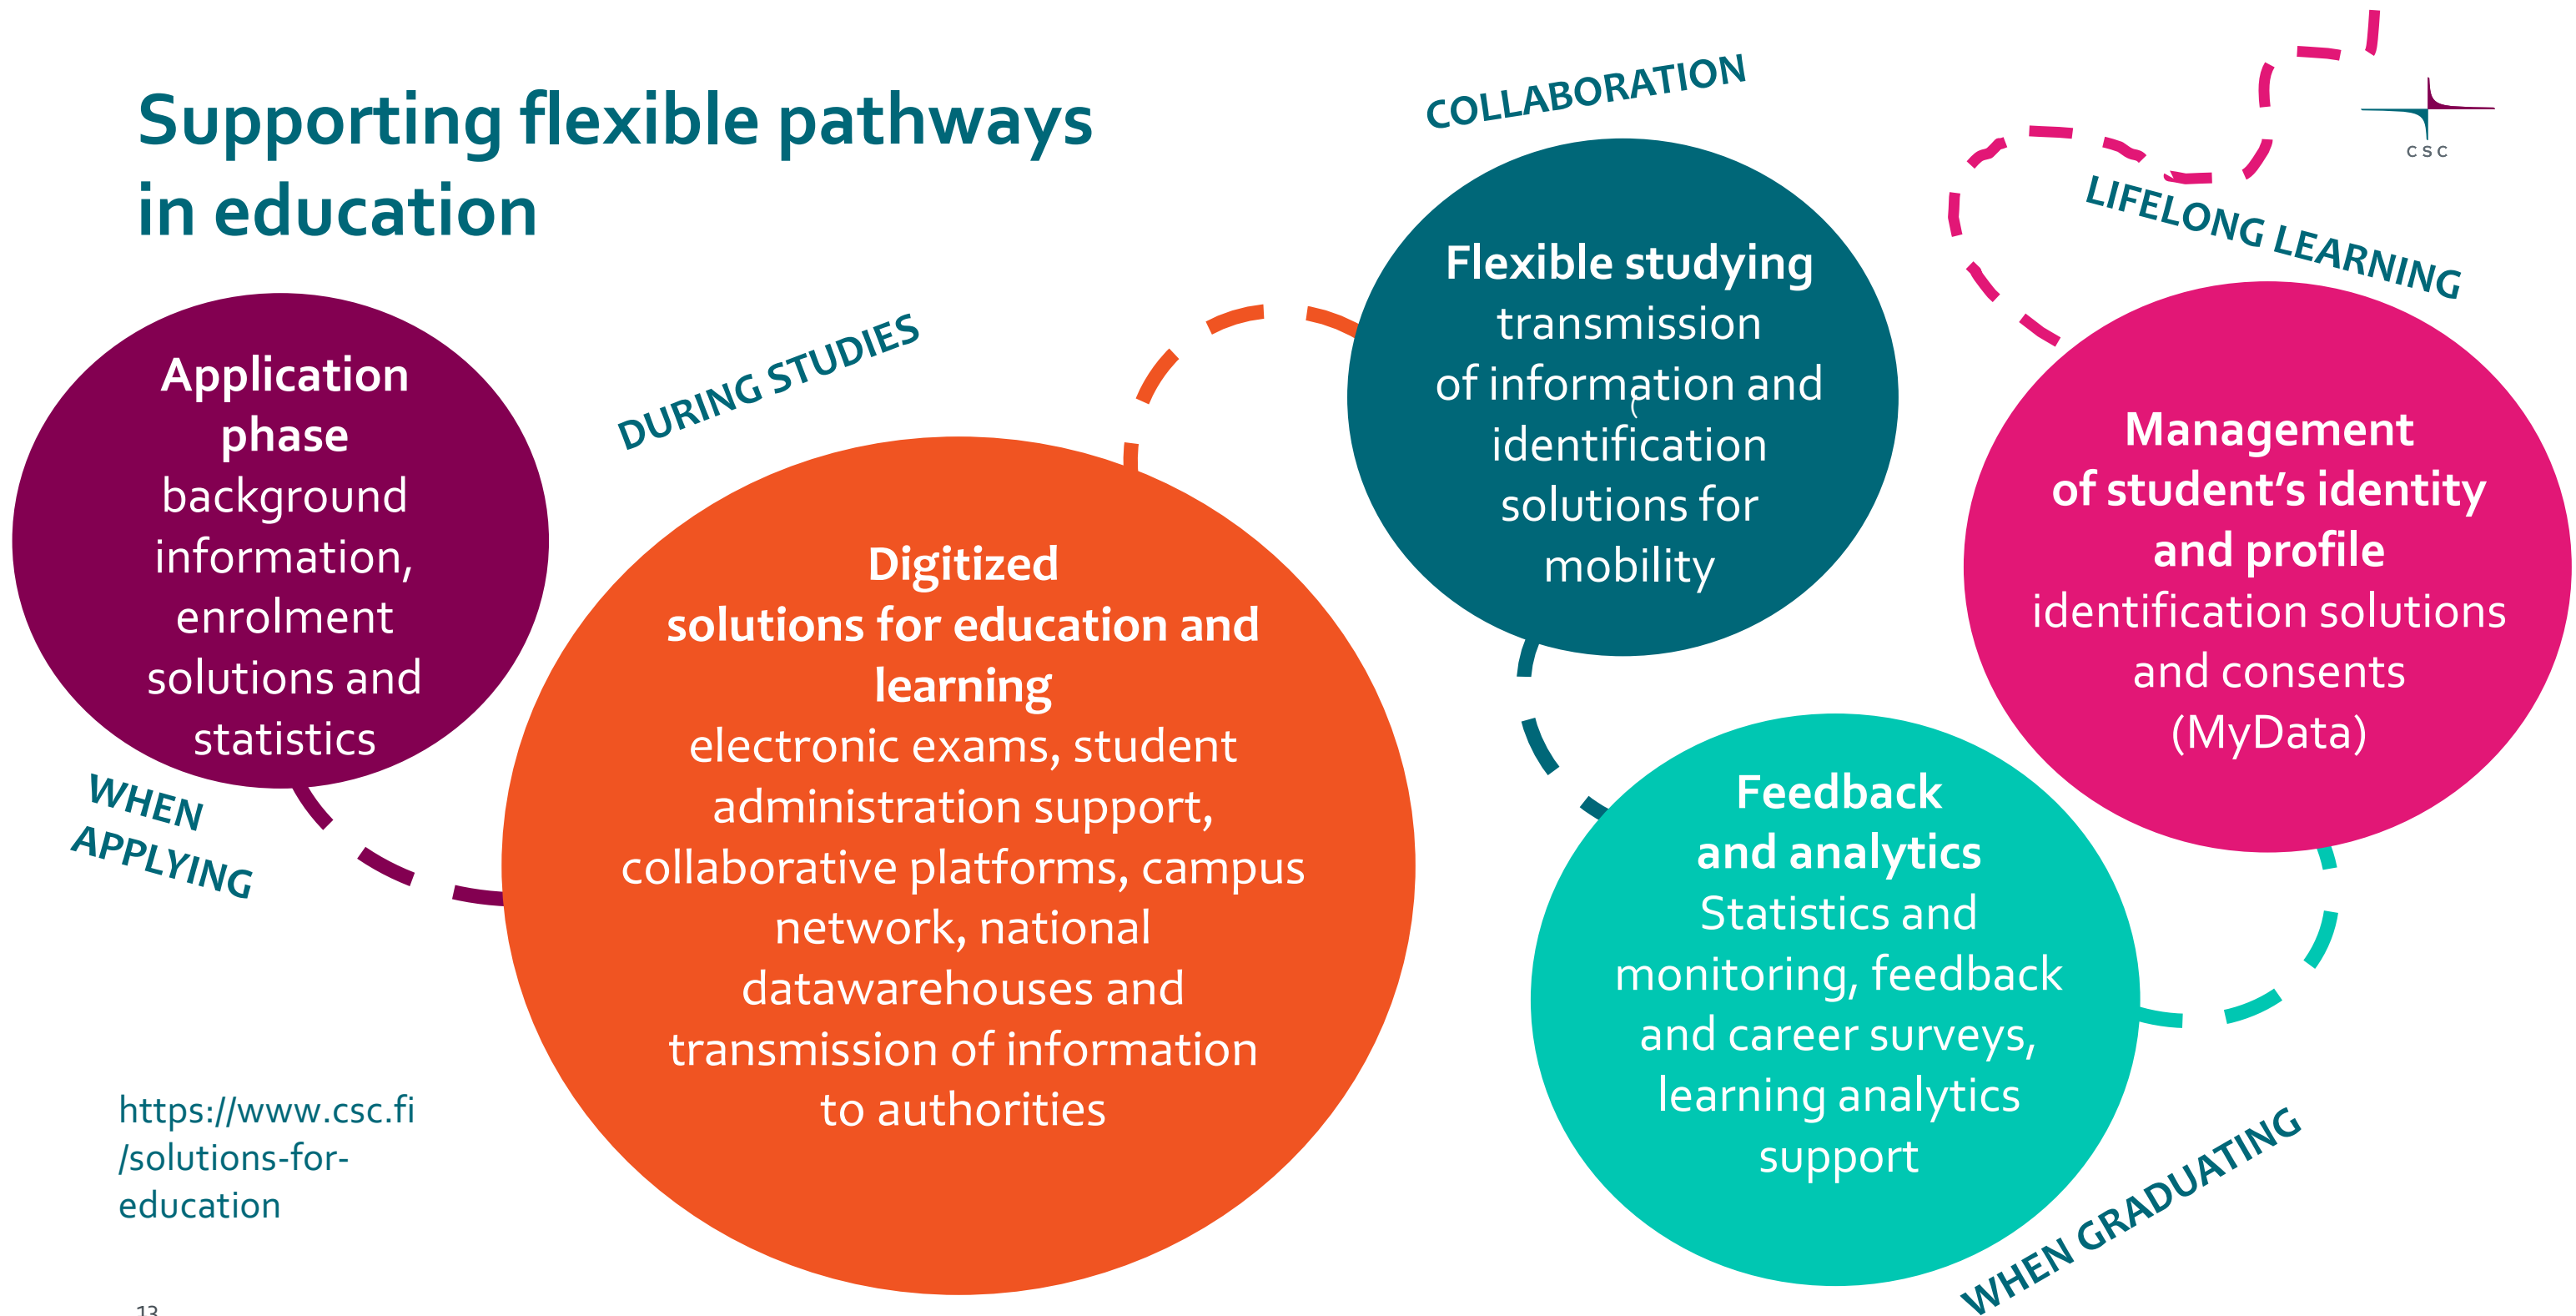 Supporting flexible pathways
in education
CSC
WHEN
APPLYING
Application
phase
background
information,
enrolment
solutions and
statistics
DURING STUDIES
Digitized
solutions for education and
learning
electronic exams, student
administration support,
collaborative platforms, campus
network, national
datawarehouses and
transmission of information
to authorities
COLLABORATION
Flexible studying
transmission
of information and
(
identification
solutions for
mobility
Feedback
and analytics
Statistics and
monitoring, feedback
and career surveys,
learning analytics
support
WHEN GRADUATING
LIFELONG LEARNING
Management
of student’s identity
and profile
identification solutions
and consents
(MyData)
https://www.csc.fi
/solutions-for-
education
13